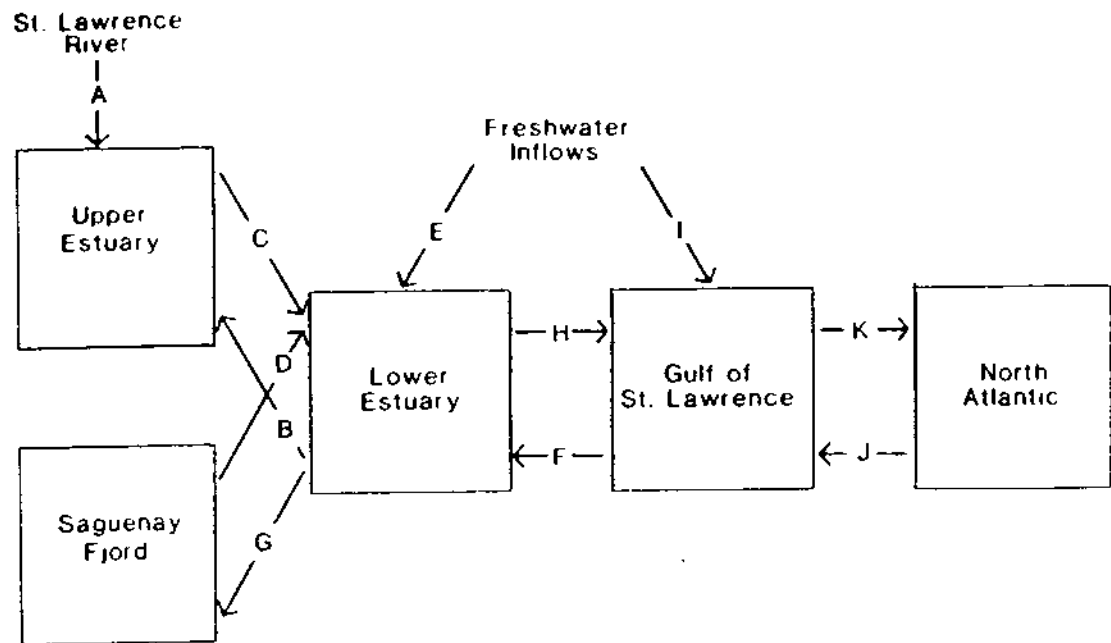 St. Lawrence
River
A
Freshwater
Inflows
Upper
Estuary
C
E
I
D
H
K
Lower
Estuary
Gulf of
St. Lawrence
North
Atlantic
B
F
J
Saguenay
Fjord
G